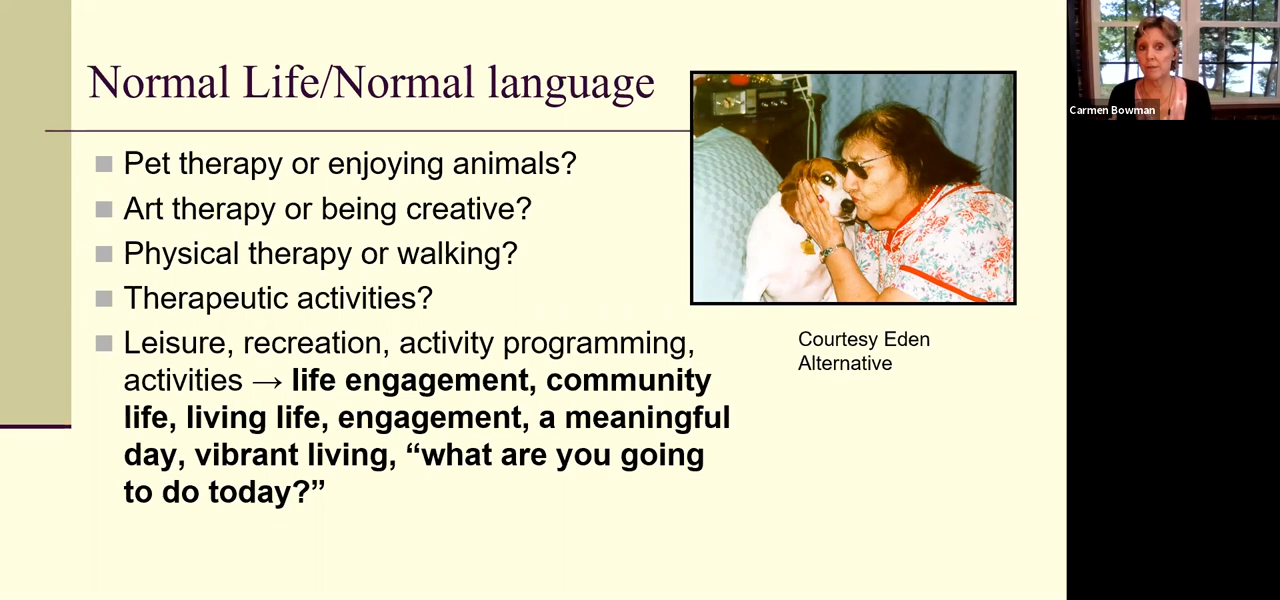 Normal Life/Normal language
Pet therapy or enjoying animals?
Art therapy or being creative?
Physical therapy or walking?
Therapeutic activities?
Leisure, recreation, activity programming,
activities → life engagement, community
life, living life, engagement, a meaningful
day, vibrant living, “what are you going
to do today?”
Courtesy Eden
Alternative
Carmen Bowman